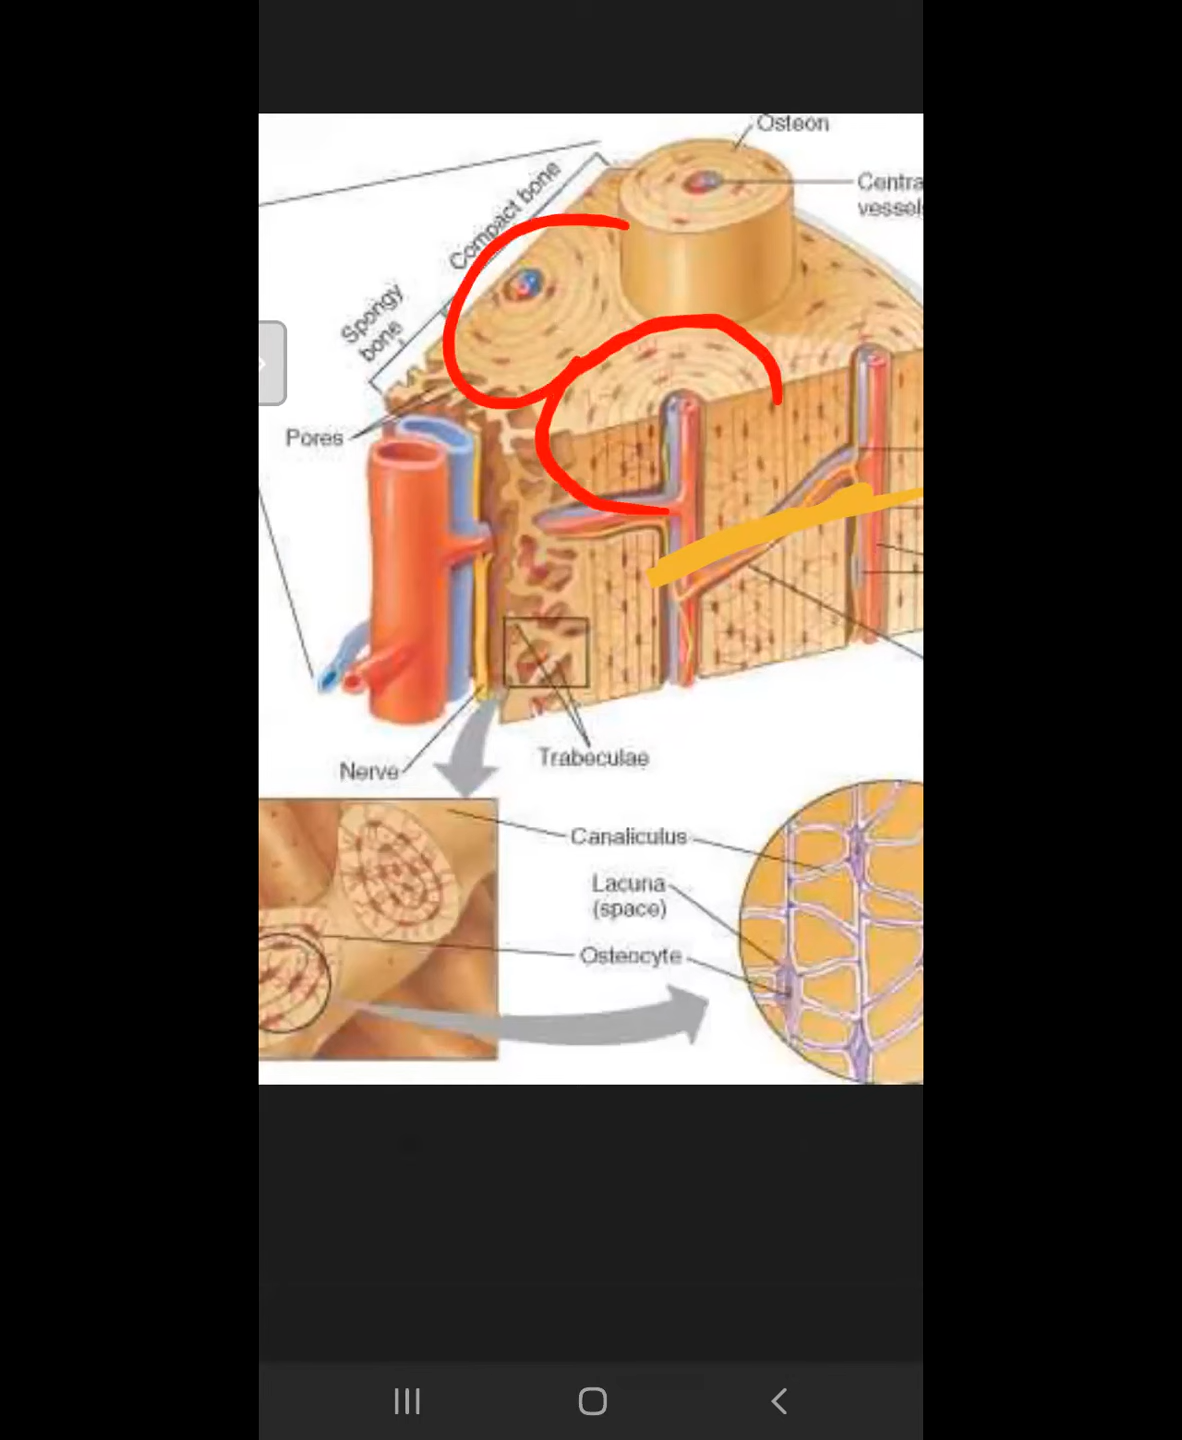 Osteon
Centra
vessel
Compact bone
Spongy
bone
Pores
Nerve
Trabeculae
Canaliculus
Lacuna
(space)
Osteocyte